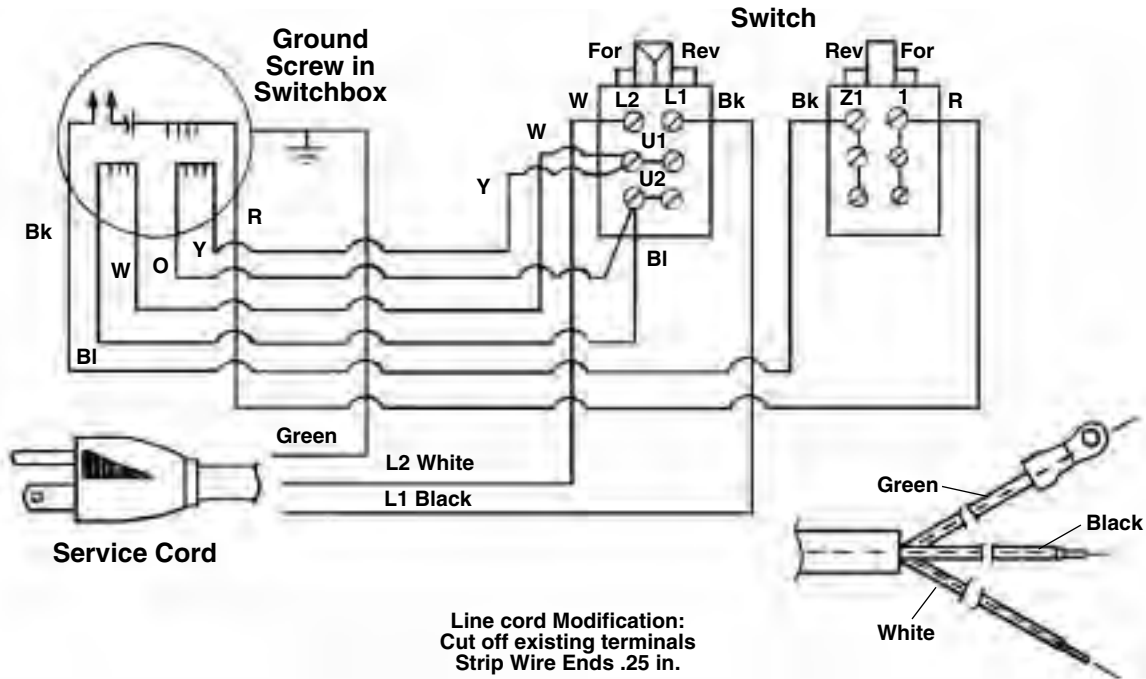 Switch
Ground
Screw in
Switchbox
For
Rev
Rev
For
W
L2
L1
Bk
Bk
Z1
1
R
W
U1
Y
U2
Bk
R
W
O
Y
Bl
Bl
Green
L2 White
L1 Black
Service Cord
Green
Black
White
Line cord Modification:
Cut off existing terminals
Strip Wire Ends .25 in.